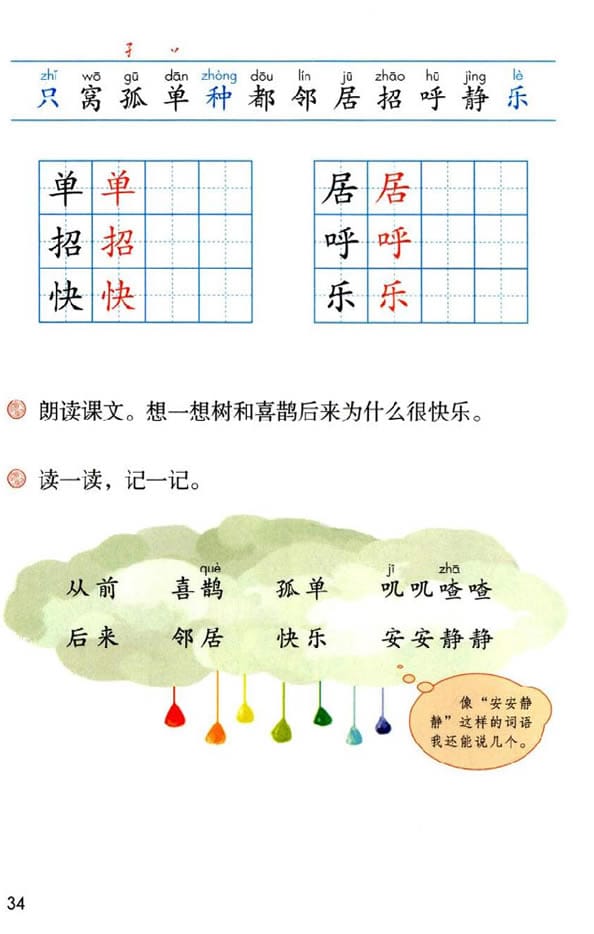 孑 丷
zhī wō gū dān zhòng dōu lín jū zhāo hū jìng lè
只 窝 孤 单 种 都 邻 居 招 呼 静 乐
单 单 居 居
招 招 呼 呼
快 快 乐 乐
朗读课文。想一想树和喜鹊后来为什么很快乐。
读一读，记一记。
què jī zhā
从前 喜鹊 孤单 叽叽喳喳
后来 邻居 快乐 安安静静
像“安安静
静”这样的词语
我还能说几个。
34